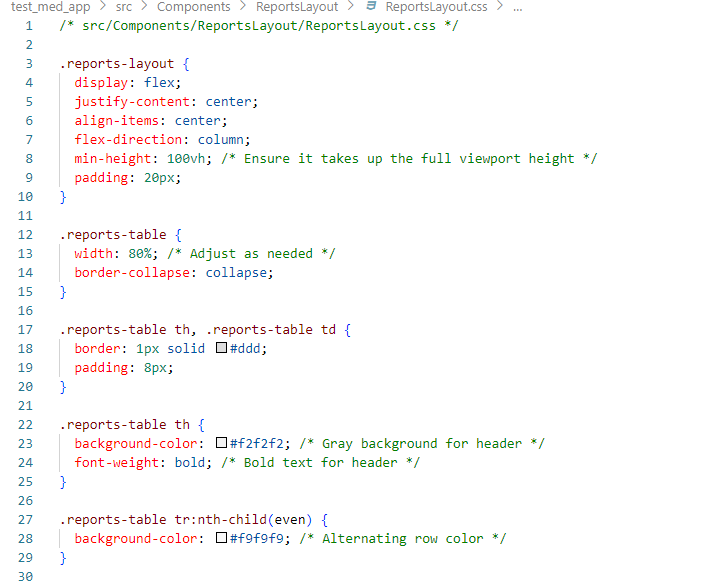 test_med_app > src > Components > ReportsLayout > ReportsLayout.css > ...
1 /* src/Components/ReportsLayout/ReportsLayout.css */
2
3 .reports-layout {
4   display: flex;
5   justify-content: center;
6   align-items: center;
7   flex-direction: column;
8   min-height: 100vh; /* Ensure it takes up the full viewport height */
9   padding: 20px;
10 }
11
12 .reports-table {
13   width: 80%; /* Adjust as needed */
14   border-collapse: collapse;
15 }
16
17 .reports-table th, .reports-table td {
18   border: 1px solid #ddd;
19   padding: 8px;
20 }
21
22 .reports-table th {
23   background-color: #f2f2f2; /* Gray background for header */
24   font-weight: bold; /* Bold text for header */
25 }
26
27 .reports-table tr:nth-child(even) {
28   background-color: #f9f9f9; /* Alternating row color */
29 }
30